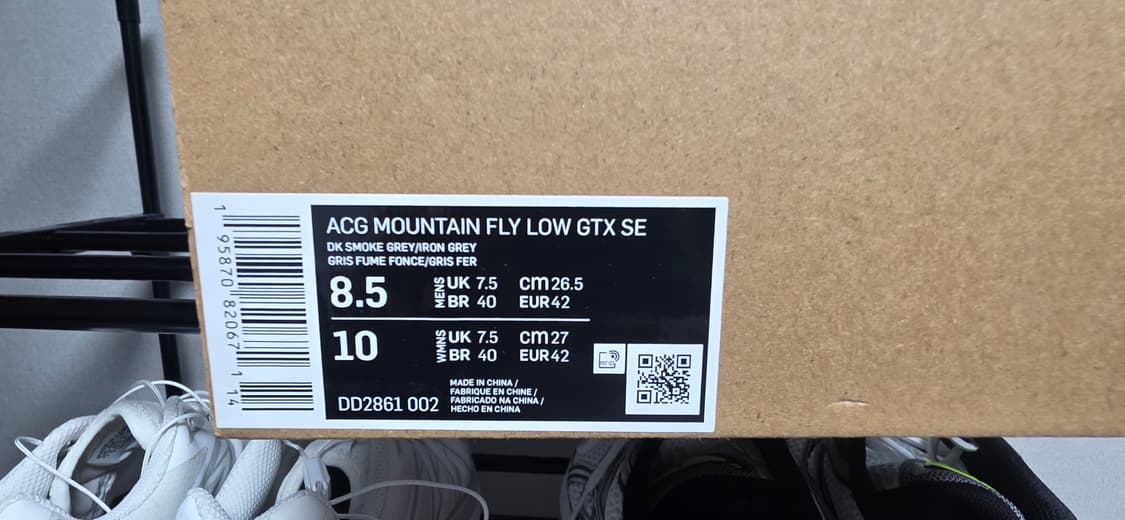 ACG MOUNTAIN FLY LOW GTX SE
DK SMOKE GREY/IRON GREY
GRIS FUME FONCE/GRIS FER
8.5 MENS UK 7.5 cm 26.5
BR 40 EUR 42
10 WMNS UK 7.5 cm 27
BR 40 EUR 42
MADE IN CHINA /
FABRIQUE EN CHINE /
FABRICADO NA CHINA /
HECHO EN CHINA
DD2861 002
1 95870 82067 1 14